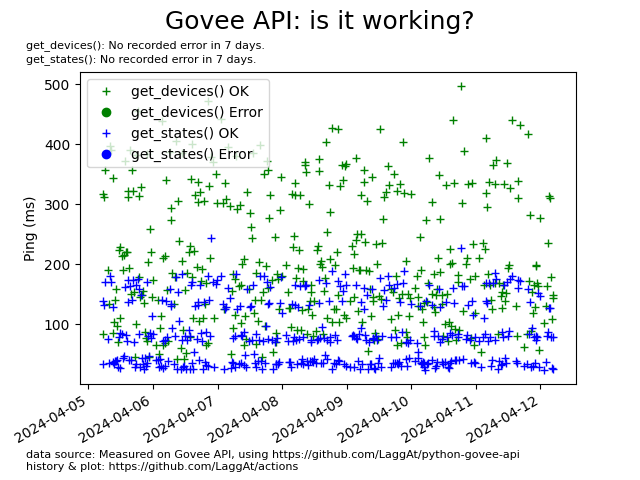 Govee API: is it working?
get_devices(): No recorded error in 7 days.
get_states(): No recorded error in 7 days.
get_devices() OK
get_devices() Error
get_states() OK
get_states() Error
500
400
300
200
100
Ping (ms)
2024-04-05
2024-04-06
2024-04-07
2024-04-08
2024-04-09
2024-04-10
2024-04-11
2024-04-12
data source: Measured on Govee API, using https://github.com/LaggAt/python-govee-api
history & plot: https://github.com/LaggAt/actions